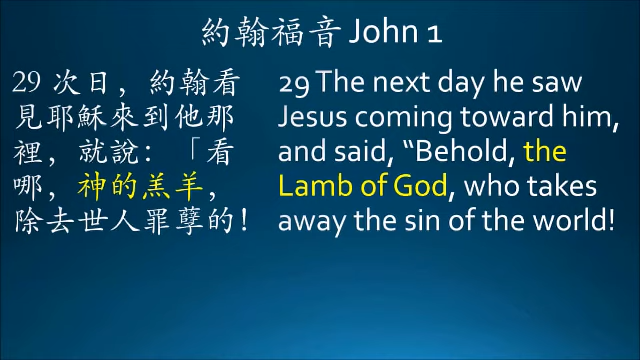 約翰福音 John 1
29 次日，約翰看
見耶穌來到他那
裡，就說：「看
哪，神的羔羊，
除去世人罪孽的！
29 The next day he saw
Jesus coming toward him,
and said, “Behold, the
Lamb of God, who takes
away the sin of the world!